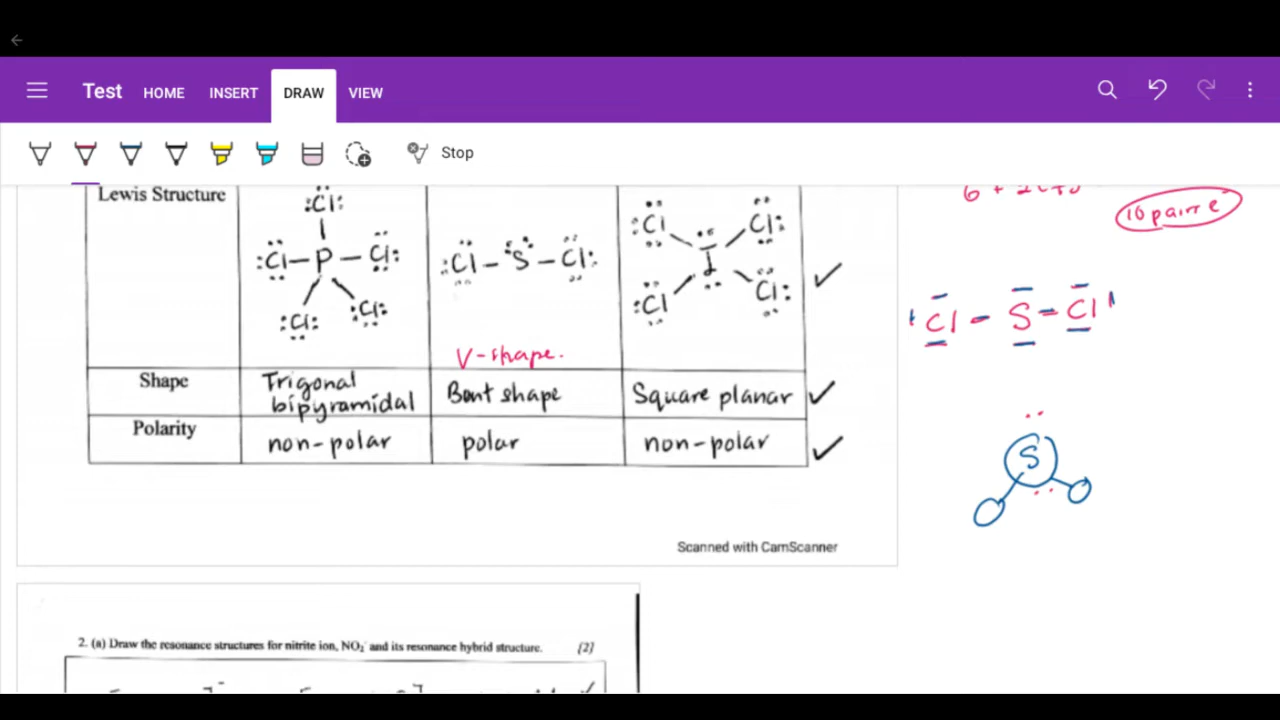 Test HOME INSERT DRAW VIEW
Stop
Lewis Structure
:Cl:
:Cl–P–Cl:
:Cl: :Cl:
:Cl–S–Cl:
:Cl Cl:
I
:Cl Cl:
V-shape.
Shape Trigonal bipyramidal Bent shape Square planar ✓
Polarity non-polar polar non-polar ✓
10 pairs
Cl – S – Cl
S
Scanned with CamScanner
2. (a) Draw the resonance structures for nitrite ion, NO₂⁻ and its resonance hybrid structure. [2]